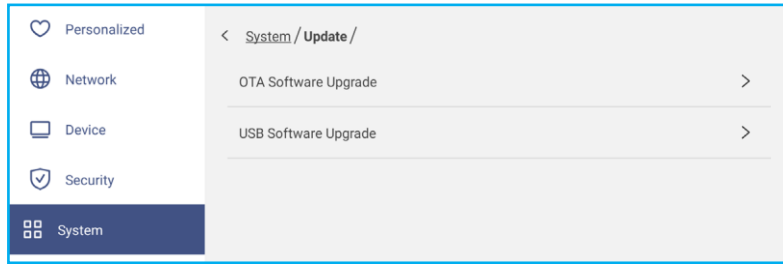 Personalized
Network
Device
Security
System
System / Update /
OTA Software Upgrade
USB Software Upgrade